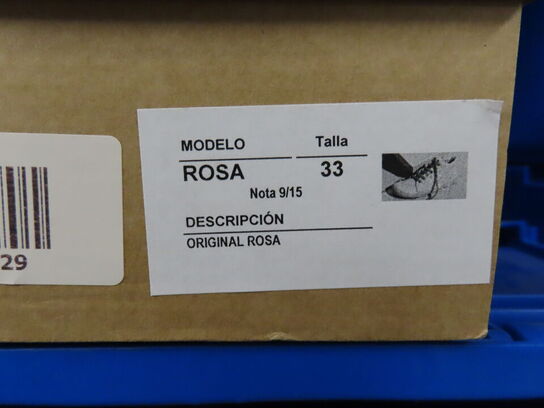 MODELO Talla
ROSA 33
Nota 9/15
DESCRIPCIÓN
ORIGINAL ROSA
29